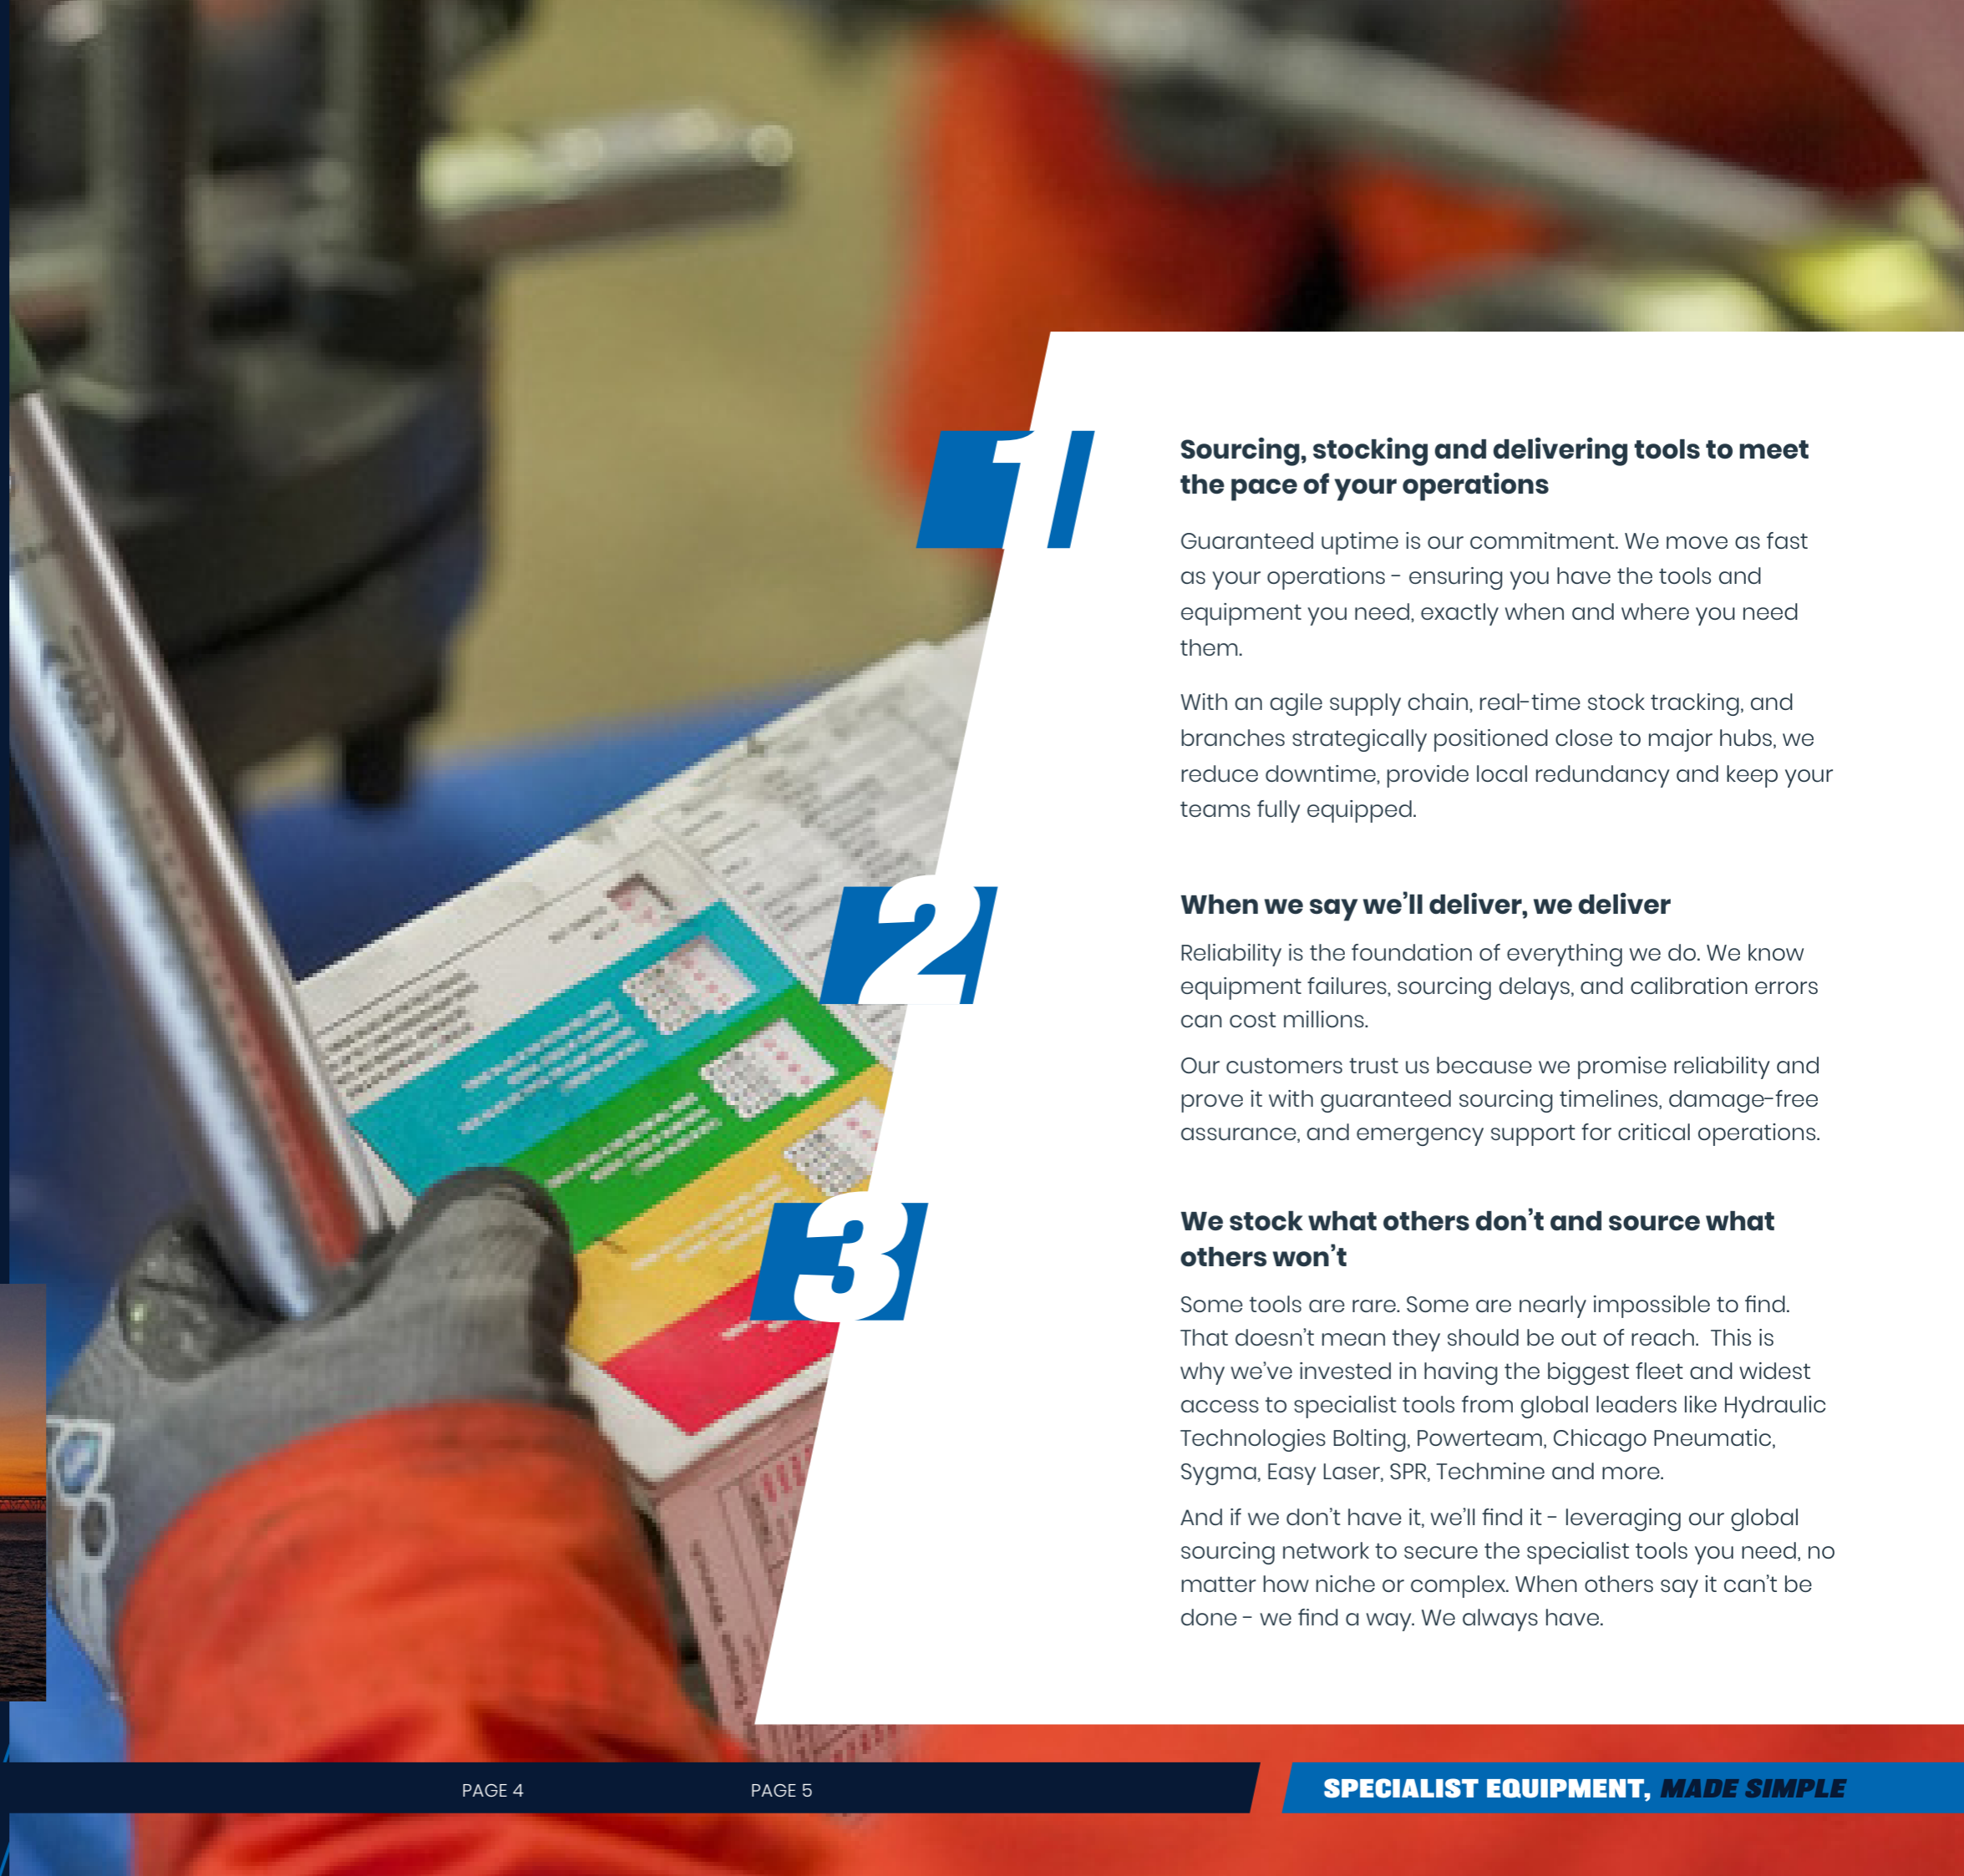 1
Sourcing, stocking and delivering tools to meet
the pace of your operations
Guaranteed uptime is our commitment. We move as fast
as your operations - ensuring you have the tools and
equipment you need, exactly when and where you need
them.
With an agile supply chain, real-time stock tracking, and
branches strategically positioned close to major hubs, we
reduce downtime, provide local redundancy and keep your
teams fully equipped.
2
When we say we’ll deliver, we deliver
Reliability is the foundation of everything we do. We know
equipment failures, sourcing delays, and calibration errors
can cost millions.
Our customers trust us because we promise reliability and
prove it with guaranteed sourcing timelines, damage-free
assurance, and emergency support for critical operations.
3
We stock what others don’t and source what
others won’t
Some tools are rare. Some are nearly impossible to find.
That doesn’t mean they should be out of reach.  This is
why we’ve invested in having the biggest fleet and widest
access to specialist tools from global leaders like Hydraulic
Technologies Bolting, Powerteam, Chicago Pneumatic,
Sygma, Easy Laser, SPR, Techmine and more.
And if we don’t have it, we’ll find it - leveraging our global
sourcing network to secure the specialist tools you need, no
matter how niche or complex. When others say it can’t be
done - we find a way. We always have.
PAGE 4
PAGE 5
SPECIALIST EQUIPMENT, MADE SIMPLE